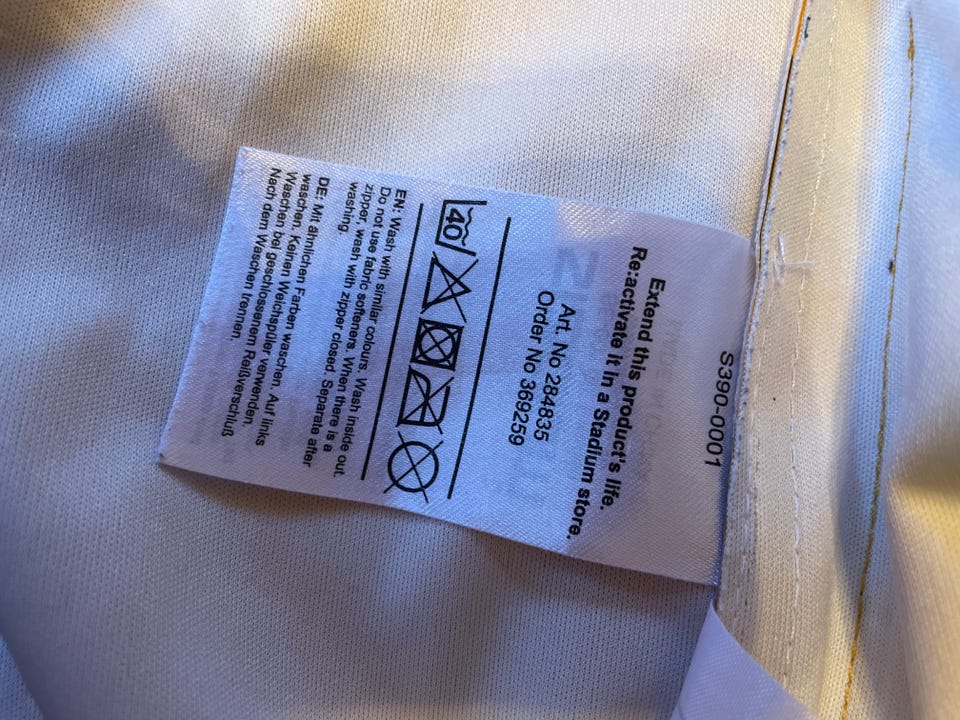 S390-0001
Extend this product's life.
Re:activate it in a Stadium store.
Art. No 284835
Order No 369259
40
EN: Wash with similar colours. Wash inside out.
Do not use fabric softeners. When there is a
zipper, wash with zipper closed. Separate after
washing.
DE: Mit ähnlichen Farben waschen. Auf links
waschen. Keinen Weichspüler verwenden.
Waschen bei geschlossenem Reißverschluß
Nach dem Waschen trennen.